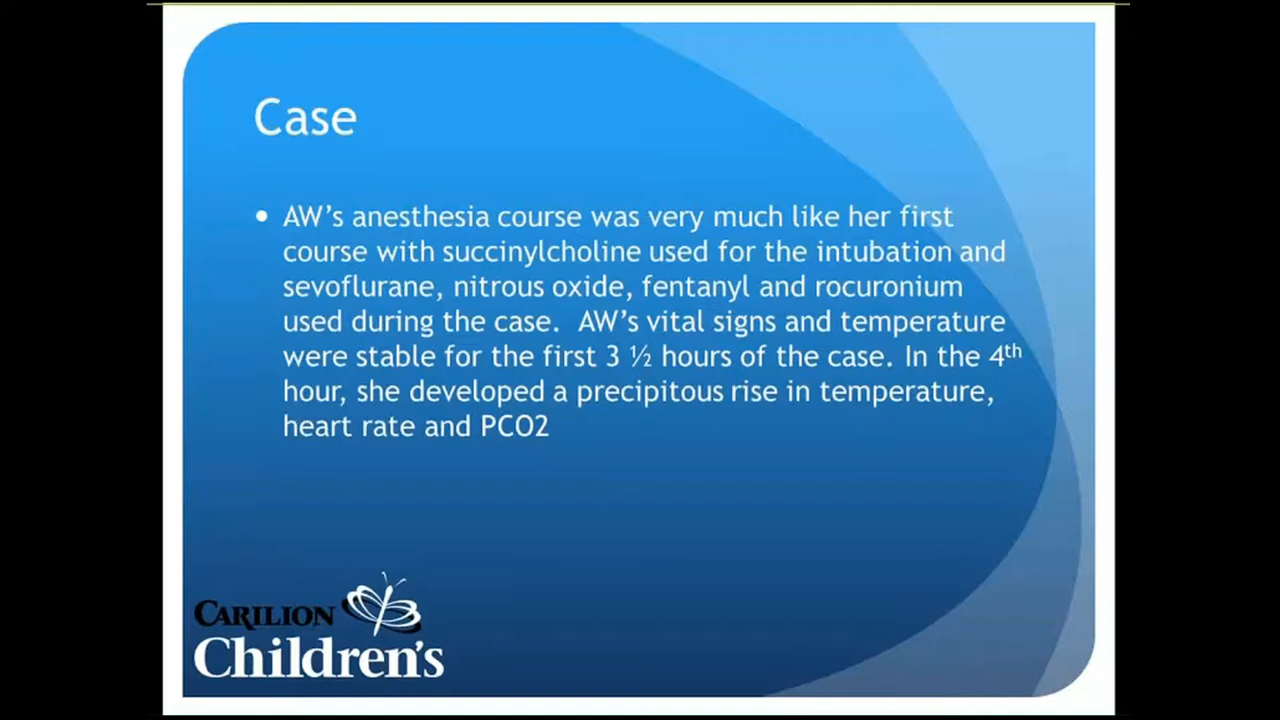 Case
• AW’s anesthesia course was very much like her first
course with succinylcholine used for the intubation and
sevoflurane, nitrous oxide, fentanyl and rocuronium
used during the case.  AW’s vital signs and temperature
were stable for the first 3 ½ hours of the case. In the 4th
hour, she developed a precipitous rise in temperature,
heart rate and PCO2
CARILION
Children's